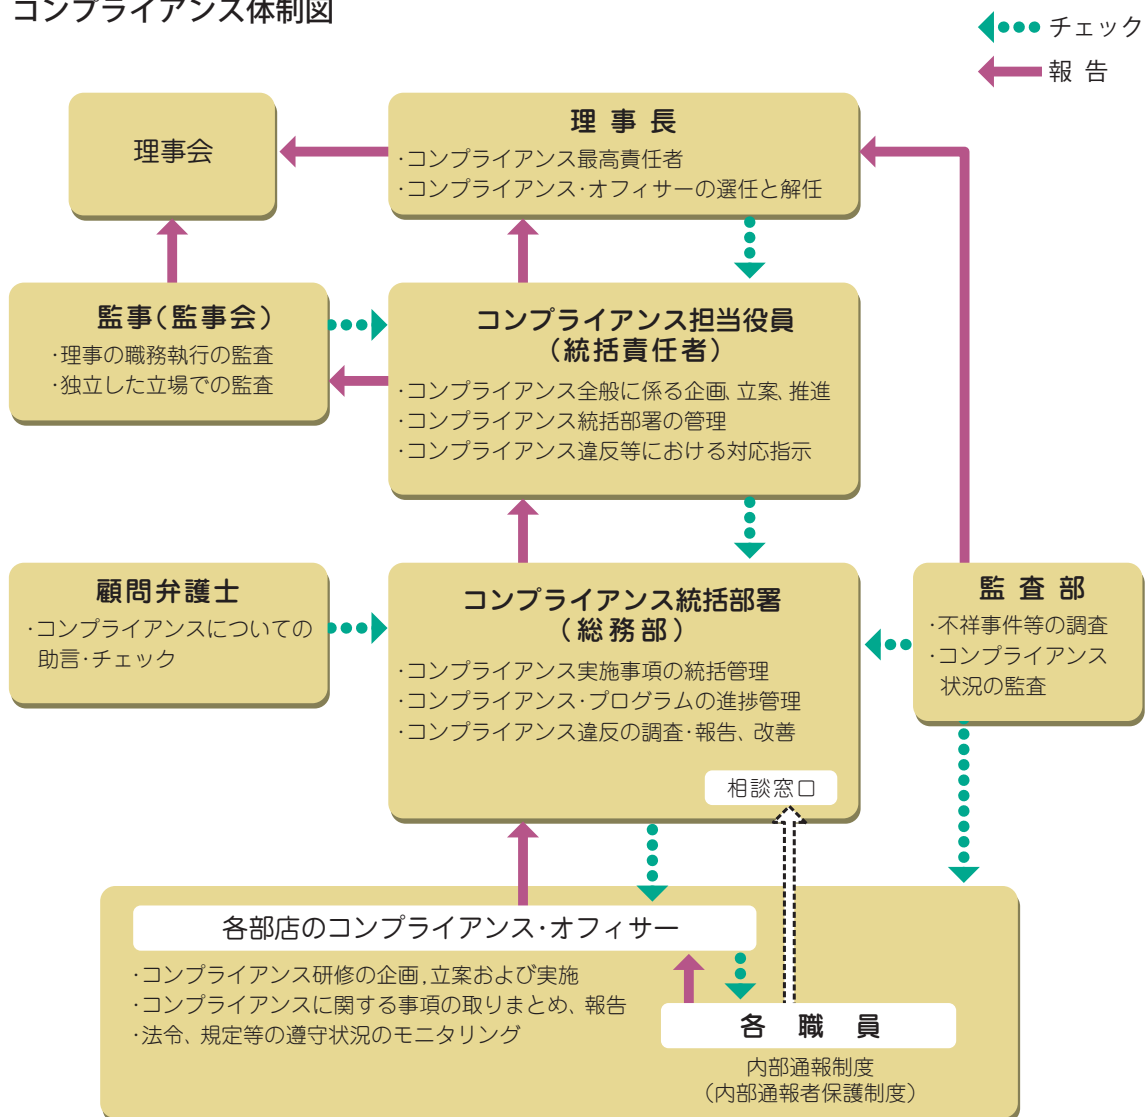 コンプライアンス体制図
チェック
報 告
理事会
理 事 長
・コンプライアンス最高責任者
・コンプライアンス・オフィサーの選任と解任
監事(監事会)
・理事の職務執行の監査
・独立した立場での監査
コンプライアンス担当役員
(統括責任者)
・コンプライアンス全般に係る企画、立案、推進
・コンプライアンス統括部署の管理
・コンプライアンス違反等における対応指示
顧問弁護士
・コンプライアンスについての
助言・チェック
コンプライアンス統括部署
(総務部)
・コンプライアンス実施事項の統括管理
・コンプライアンス・プログラムの進捗管理
・コンプライアンス違反の調査・報告、改善
相談窓口
監 査 部
・不祥事件等の調査
・コンプライアンス
状況の監査
各部店のコンプライアンス・オフィサー
・コンプライアンス研修の企画,立案および実施
・コンプライアンスに関する事項の取りまとめ、報告
・法令、規定等の遵守状況のモニタリング
各 職 員
内部通報制度
(内部通報者保護制度)